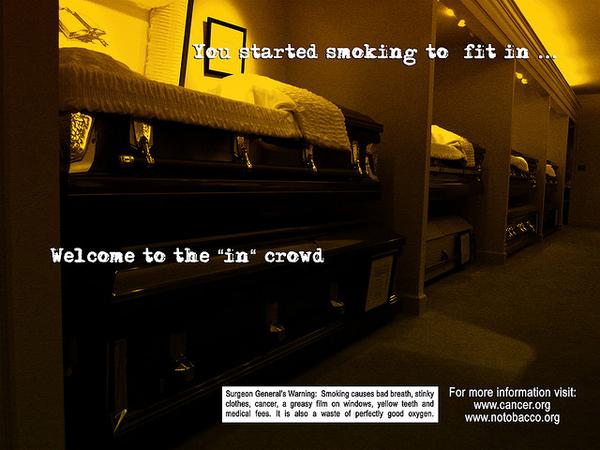 You started smoking to fit in ...
Welcome to the "in" crowd
Surgeon General's Warning: Smoking causes bad breath, stinky
clothes, cancer, a greasy film on windows, yellow teeth and
medical fees. It is also a waste of perfectly good oxygen.
For more information visit:
www.cancer.org
www.notobacco.org